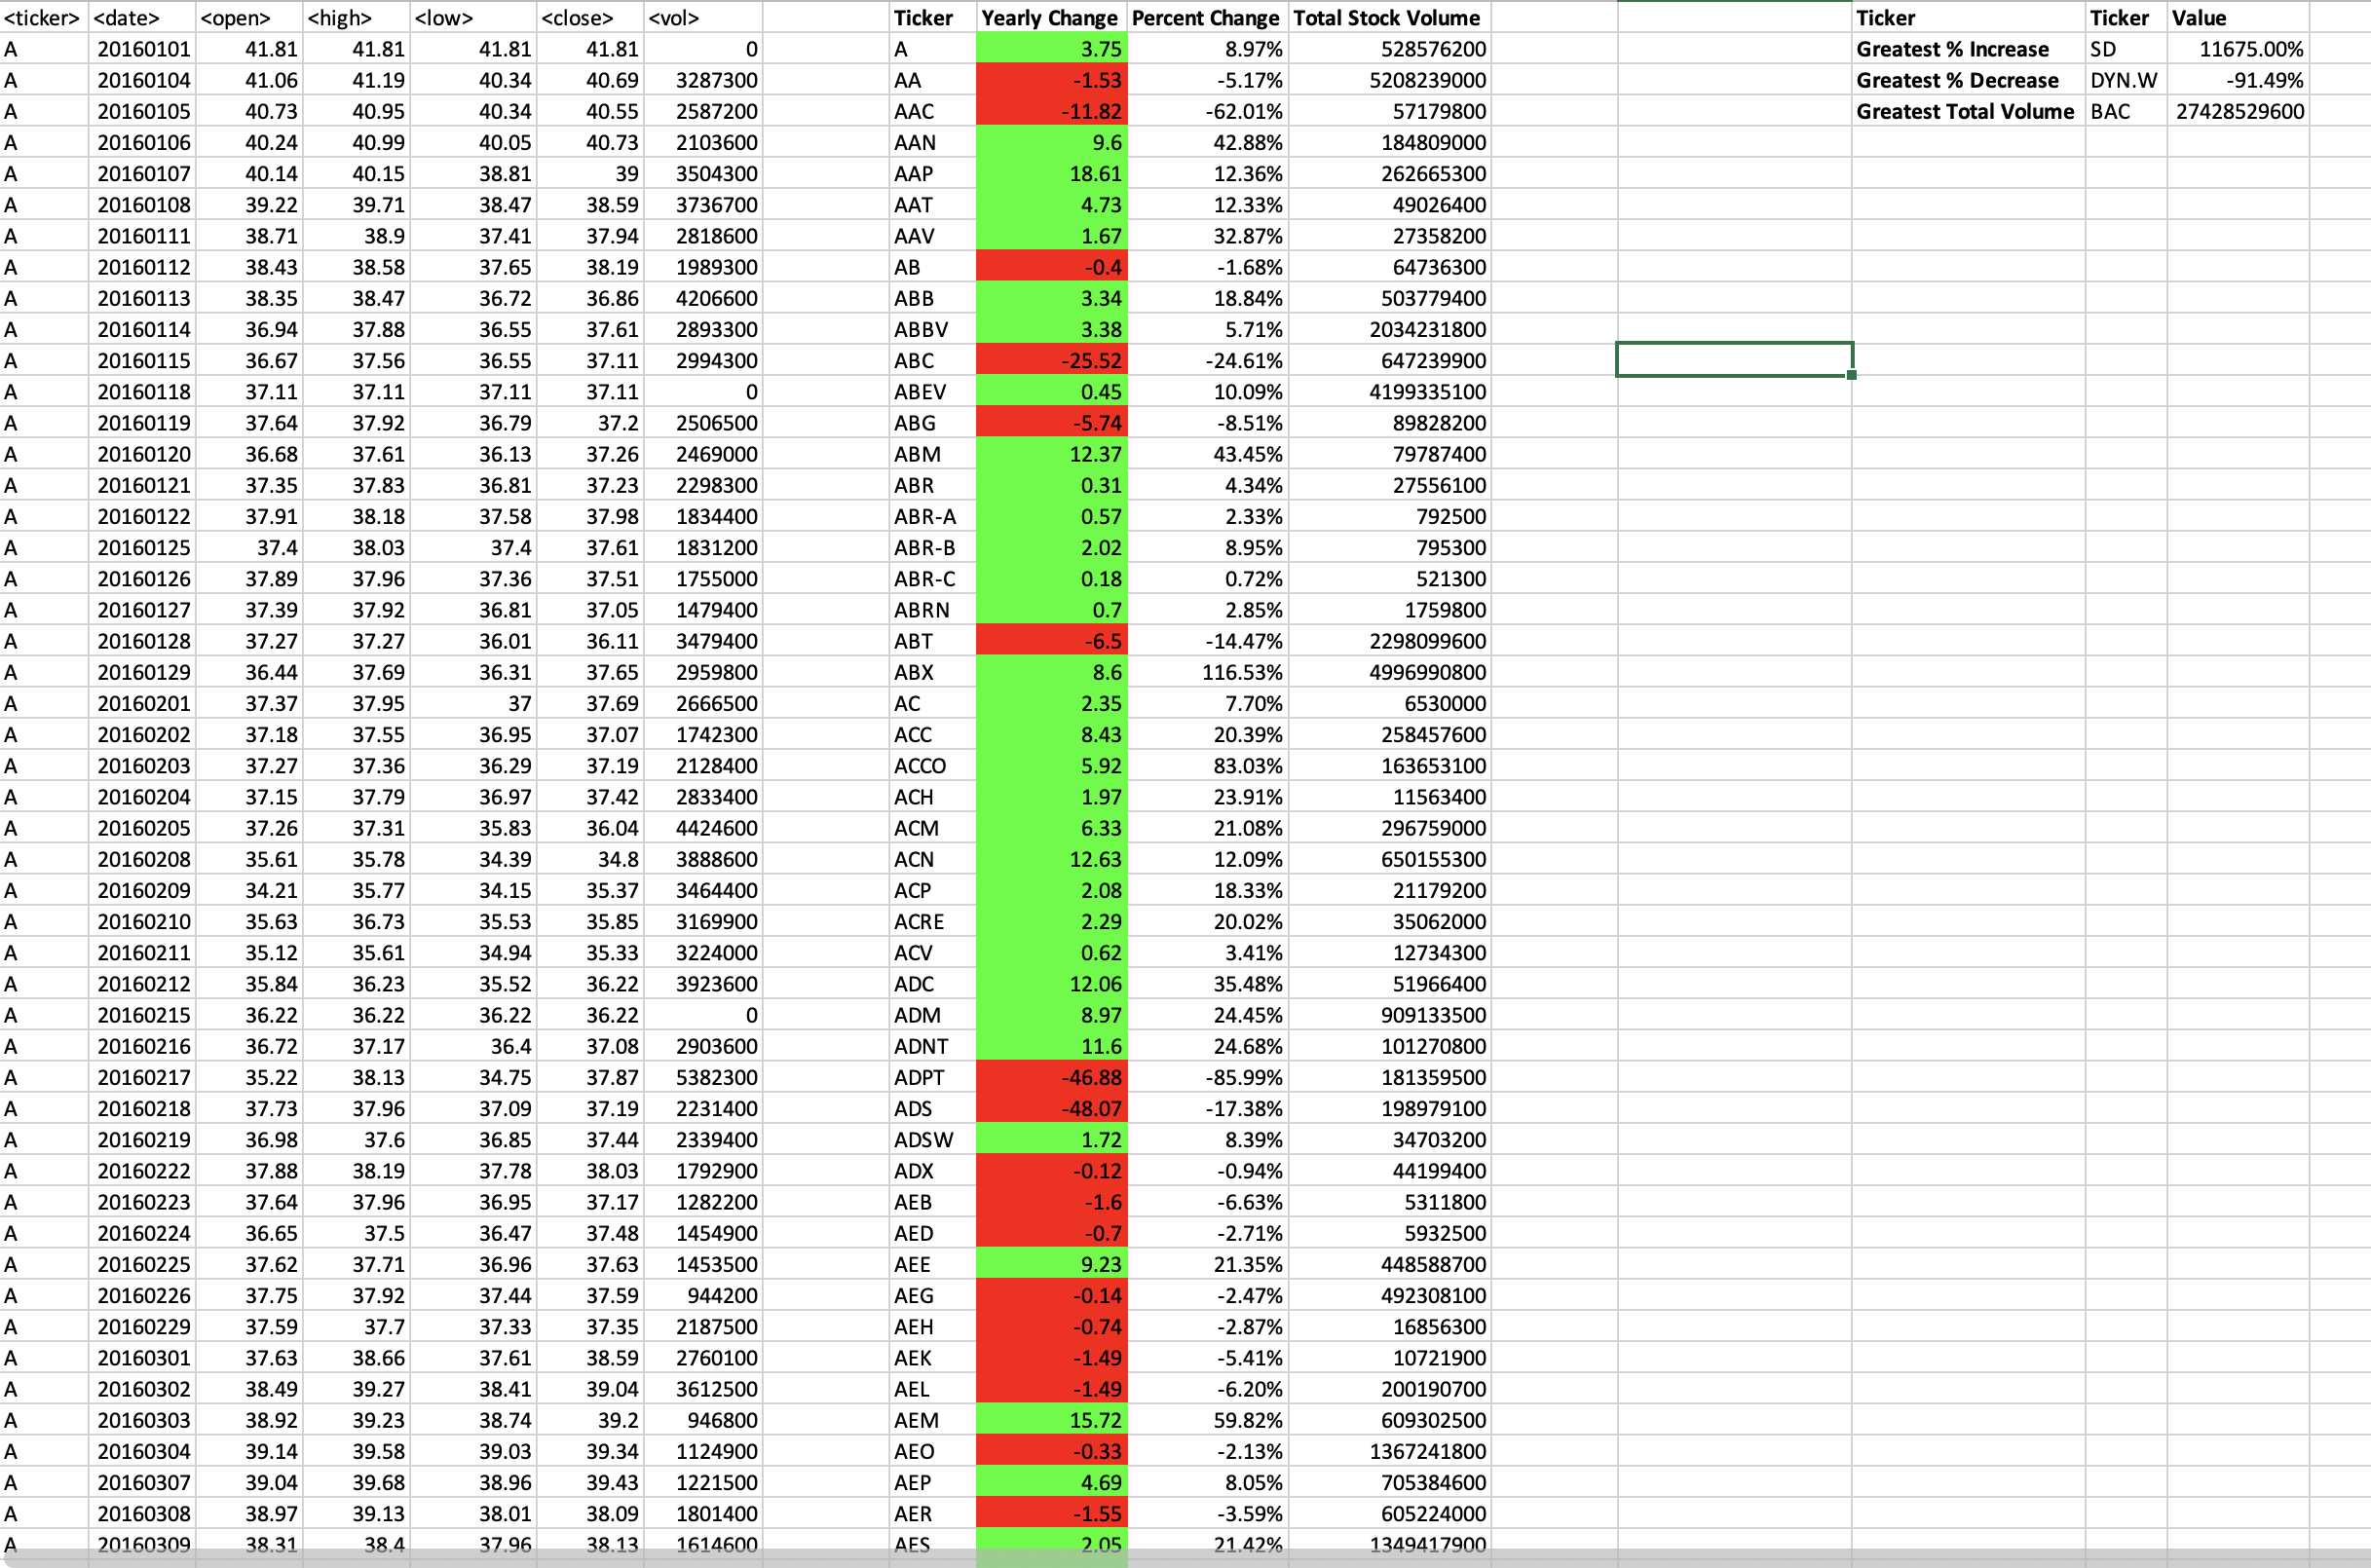 <ticker> <date> <open> <high> <low> <close> <vol> Ticker Yearly Change Percent Change Total Stock Volume Ticker Ticker Value
A 20160101 41.81 41.81 41.81 41.81 0 A 3.75 8.97% 528576200 Greatest % Increase SD 11675.00%
A 20160104 41.06 41.19 40.34 40.69 3287300 AA -1.53 -5.17% 5208239000 Greatest % Decrease DYN.W -91.49%
A 20160105 40.73 40.95 40.34 40.55 2587200 AAC -11.82 -62.01% 57179800 Greatest Total Volume BAC 27428529600
A 20160106 40.24 40.99 40.05 40.73 2103600 AAN 9.6 42.88% 184809000
A 20160107 40.14 40.15 38.81 39 3504300 AAP 18.61 12.36% 262665300
A 20160108 39.22 39.71 38.47 38.59 3736700 AAT 4.73 12.33% 49026400
A 20160111 38.71 38.9 37.41 37.94 2818600 AAV 1.67 32.87% 27358200
A 20160112 38.43 38.58 37.65 38.19 1989300 AB -0.4 -1.68% 64736300
A 20160113 38.35 38.47 36.72 36.86 4206600 ABB 3.34 18.84% 503779400
A 20160114 36.94 37.88 36.55 37.61 2893300 ABBV 3.38 5.71% 2034231800
A 20160115 36.67 37.56 36.55 37.11 2994300 ABC -25.52 -24.61% 647239900
A 20160118 37.11 37.11 37.11 37.11 0 ABEV 0.45 10.09% 4199335100
A 20160119 37.64 37.92 36.79 37.2 2506500 ABG -5.74 -8.51% 89828200
A 20160120 36.68 37.61 36.13 37.26 2469000 ABM 12.37 43.45% 79787400
A 20160121 37.35 37.83 36.81 37.23 2298300 ABR 0.31 4.34% 27556100
A 20160122 37.91 38.18 37.58 37.98 1834400 ABR-A 0.57 2.33% 792500
A 20160125 37.4 38.03 37.4 37.61 1831200 ABR-B 2.02 8.95% 795300
A 20160126 37.89 37.96 37.36 37.51 1755000 ABR-C 0.18 0.72% 521300
A 20160127 37.39 37.92 36.81 37.05 1479400 ABRN 0.7 2.85% 1759800
A 20160128 37.27 37.27 36.01 36.11 3479400 ABT -6.5 -14.47% 2298099600
A 20160129 36.44 37.69 36.31 37.65 2959800 ABX 8.6 116.53% 4996990800
A 20160201 37.37 37.95 37 37.69 2666500 AC 2.35 7.70% 6530000
A 20160202 37.18 37.55 36.95 37.07 1742300 ACC 8.43 20.39% 258457600
A 20160203 37.27 37.36 36.29 37.19 2128400 ACCO 5.92 83.03% 163653100
A 20160204 37.15 37.79 36.97 37.42 2833400 ACH 1.97 23.91% 11563400
A 20160205 37.26 37.31 35.83 36.04 4424600 ACM 6.33 21.08% 296759000
A 20160208 35.61 35.78 34.39 34.8 3888600 ACN 12.63 12.09% 650155300
A 20160209 34.21 35.77 34.15 35.37 3464400 ACP 2.08 18.33% 21179200
A 20160210 35.63 36.73 35.53 35.85 3169900 ACRE 2.29 20.02% 35062000
A 20160211 35.12 35.61 34.94 35.33 3224000 ACV 0.62 3.41% 12734300
A 20160212 35.84 36.23 35.52 36.22 3923600 ADC 12.06 35.48% 51966400
A 20160215 36.22 36.22 36.22 36.22 0 ADM 8.97 24.45% 909133500
A 20160216 36.72 37.17 36.4 37.08 2903600 ADNT 11.6 24.68% 101270800
A 20160217 35.22 38.13 34.75 37.87 5382300 ADPT -46.88 -85.99% 181359500
A 20160218 37.73 37.96 37.09 37.19 2231400 ADS -48.07 -17.38% 198979100
A 20160219 36.98 37.6 36.85 37.44 2339400 ADSW 1.72 8.39% 34703200
A 20160222 37.88 38.19 37.78 38.03 1792900 ADX -0.12 -0.94% 44199400
A 20160223 37.64 37.96 36.95 37.17 1282200 AEB -1.6 -6.63% 5311800
A 20160224 36.65 37.5 36.47 37.48 1454900 AED -0.7 -2.71% 5932500
A 20160225 37.62 37.71 36.96 37.63 1453500 AEE 9.23 21.35% 448588700
A 20160226 37.75 37.92 37.44 37.59 944200 AEG -0.14 -2.47% 492308100
A 20160229 37.59 37.7 37.33 37.35 2187500 AEH -0.74 -2.87% 16856300
A 20160301 37.63 38.66 37.61 38.59 2760100 AEK -1.49 -5.41% 10721900
A 20160302 38.49 39.27 38.41 39.04 3612500 AEL -1.49 -6.20% 200190700
A 20160303 38.92 39.23 38.74 39.2 946800 AEM 15.72 59.82% 609302500
A 20160304 39.14 39.58 39.03 39.34 1124900 AEO -0.33 -2.13% 1367241800
A 20160307 39.04 39.68 38.96 39.43 1221500 AEP 4.69 8.05% 705384600
A 20160308 38.97 39.13 38.01 38.09 1801400 AER -1.55 -3.59% 605224000
A 20160309 38.31 38.4 37.96 38.13 1614600 AES 2.05 21.42% 1349417900